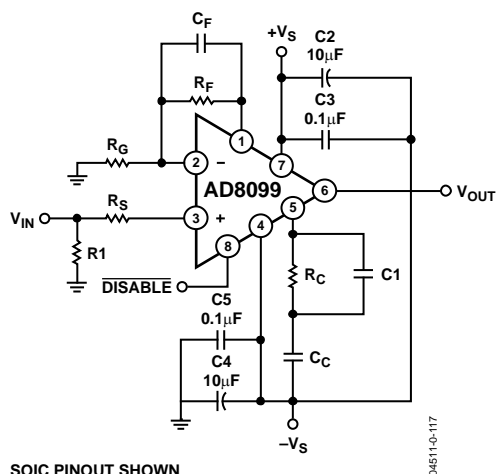 CF
+VS
C2
10µF
RF
C3
0.1µF
1
RG
2
−
7
AD8099
6
VOUT
VIN
RS
3
+
5
4
R1
8
DISABLE
RC
C1
C5
0.1µF
C4
10µF
CC
−VS
SOIC PINOUT SHOWN
04511-0-117